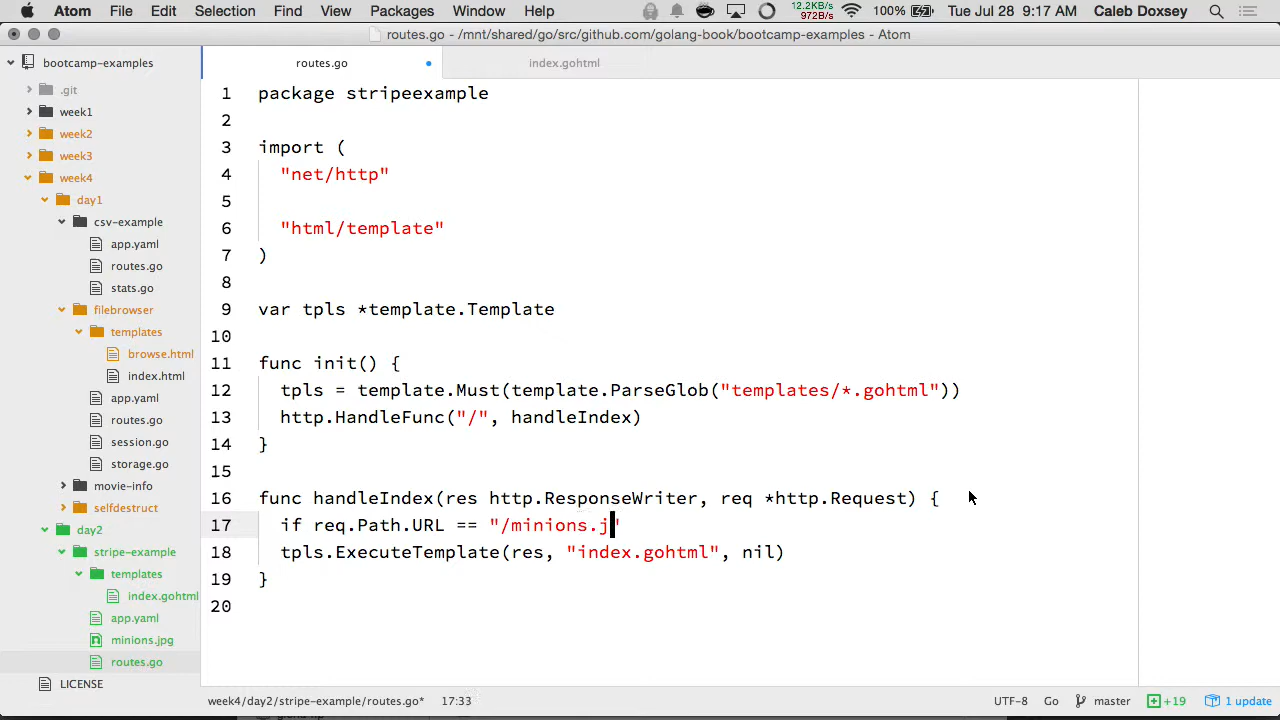 Atom File Edit Selection Find View Packages Window Help 12.2KB/s 972B/s 100% Tue Jul 28 9:17 AM Caleb Doxsey
routes.go - /mnt/shared/go/src/github.com/golang-book/bootcamp-examples - Atom
bootcamp-examples
.git
week1
week2
week3
week4
day1
csv-example
app.yaml
routes.go
stats.go
filebrowser
templates
browse.html
index.html
app.yaml
routes.go
session.go
storage.go
movie-info
selfdestruct
day2
stripe-example
templates
index.gohtml
app.yaml
minions.jpg
routes.go
LICENSE
routes.go index.gohtml
1 package stripeexample
2
3 import (
4 "net/http"
5
6 "html/template"
7 )
8
9 var tpls *template.Template
10
11 func init() {
12 tpls = template.Must(template.ParseGlob("templates/*.gohtml"))
13 http.HandleFunc("/", handleIndex)
14 }
15
16 func handleIndex(res http.ResponseWriter, req *http.Request) {
17 if req.Path.URL == "/minions.j"
18 tpls.ExecuteTemplate(res, "index.gohtml", nil)
19 }
20
week4/day2/stripe-example/routes.go* 17:33 UTF-8 Go master +19 1 update